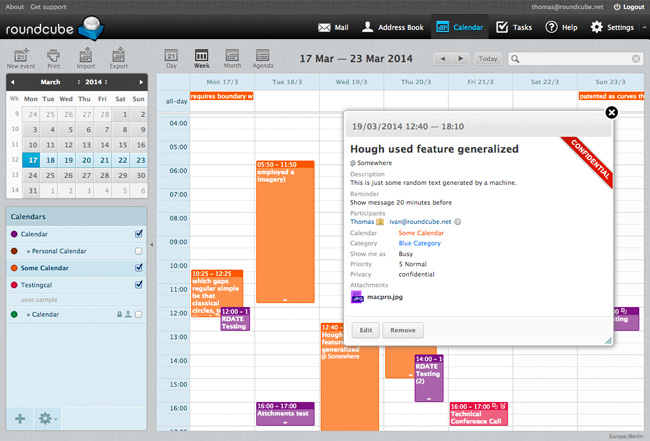 About Get support
thomas@roundcube.net Logout
roundcube
Mail Address Book Calendar Tasks Help Settings
New event Print Import Export
Day Week Month Agenda
17 Mar — 23 Mar 2014
Today
March 2014
Wk Mon Tue Wed Thu Fri Sat Sun
9 24 25 26 27 28 1 2
10 3 4 5 6 7 8 9
11 10 11 12 13 14 15 16
12 17 18 19 20 21 22 23
13 24 25 26 27 28 29 30
14 31 1 2 3 4 5 6
Calendars
Calendar
» Personal Calendar
Some Calendar
Testingcal
user.sample
» Calendar
Mon 17/3 Tue 18/3 Wed 19/3 Thu 20/3 Fri 21/3 Sat 22/3 Sun 23/3
all-day
requires boundary w
patented as curves th
04:00
05:00
06:00
07:00
08:00
09:00
10:00
11:00
12:00
13:00
14:00
15:00
16:00
17:00
05:50 – 11:50
employed a
imagery)
10:25 – 12:25
which gaps
regular simple
be that
classical
circles,
12:00 – 1
RDATE
Testing
12:40 –
Hough
feature
generalized
@ Somewhere
14:00 –
RDATE
Testing
(2)
16:00 – 17:00
Attchments test
16:00 – 17:00
Technical
Conference Call
19/03/2014 12:40 — 18:10
CONFIDENTIAL
Hough used feature generalized
@ Somewhere
Description
This is just some random text generated by a machine.
Reminder
Show message 20 minutes before
Participants
Thomas ivan@roundcube.net
Calendar Some Calendar
Category Blue Category
Show me as Busy
Priority 5 Normal
Privacy confidential
Attachments
JPG macpro.jpg
Edit Remove
Europe/Berlin